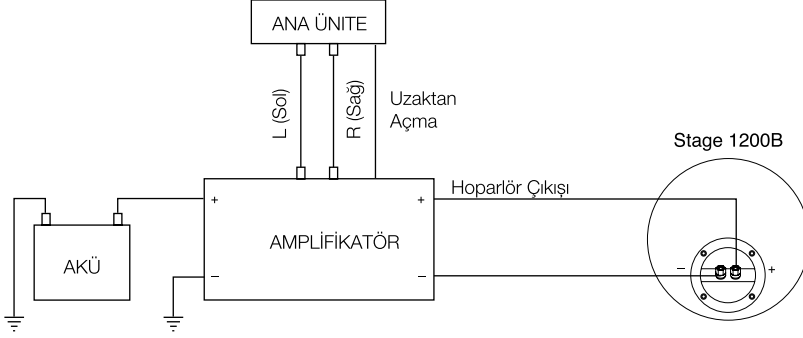 ANA ÜNİTE
L (Sol)
R (Sağ)
Uzaktan
Açma
Stage 1200B
Hoparlör Çıkışı
+
+
AMPLİFİKATÖR
AKÜ
–
–
–
+